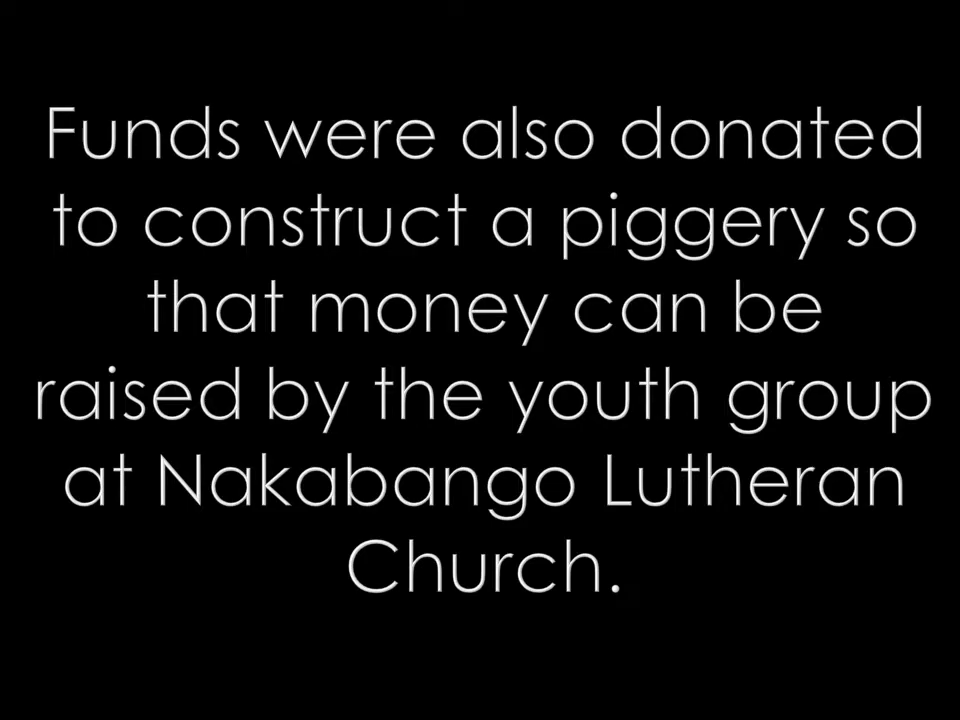 Funds were also donated
to construct a piggery so
that money can be
raised by the youth group
at Nakabango Lutheran
Church.